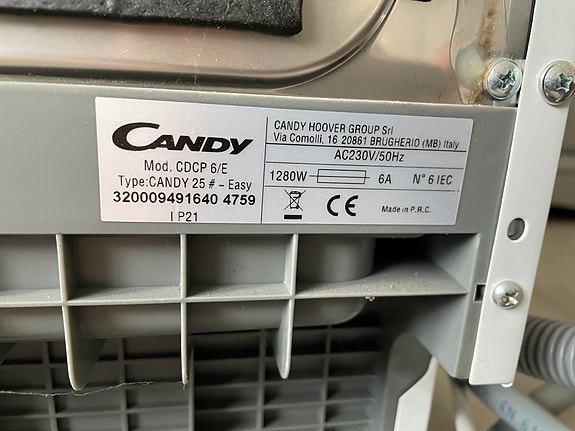 CANDY
Mod. CDCP 6/E
Type:CANDY 25 # - Easy
320009491640 4759
IP21
CANDY HOOVER GROUP Srl
Via Comolli, 16 20861 BRUGHERIO (MB) Italy
AC230V/50Hz
1280W 6A N° 6 IEC
CE Made in P.R.C.